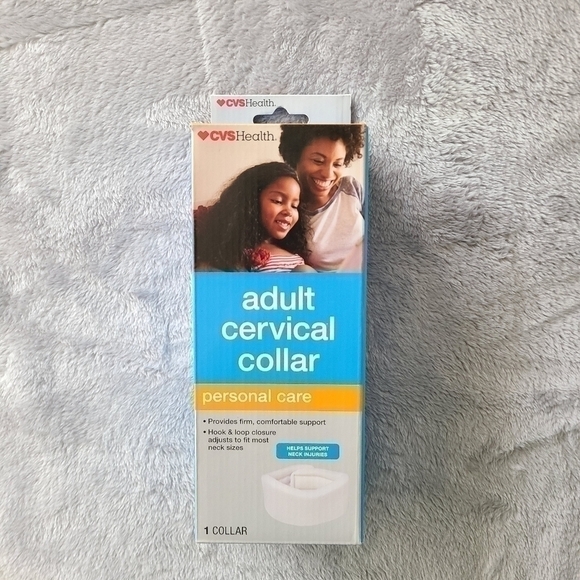 CVSHealth.
CVSHealth.
adult
cervical
collar
personal care
• Provides firm, comfortable support
• Hook & loop closure
adjusts to fit most
neck sizes
HELPS SUPPORT
NECK INJURIES
1 COLLAR